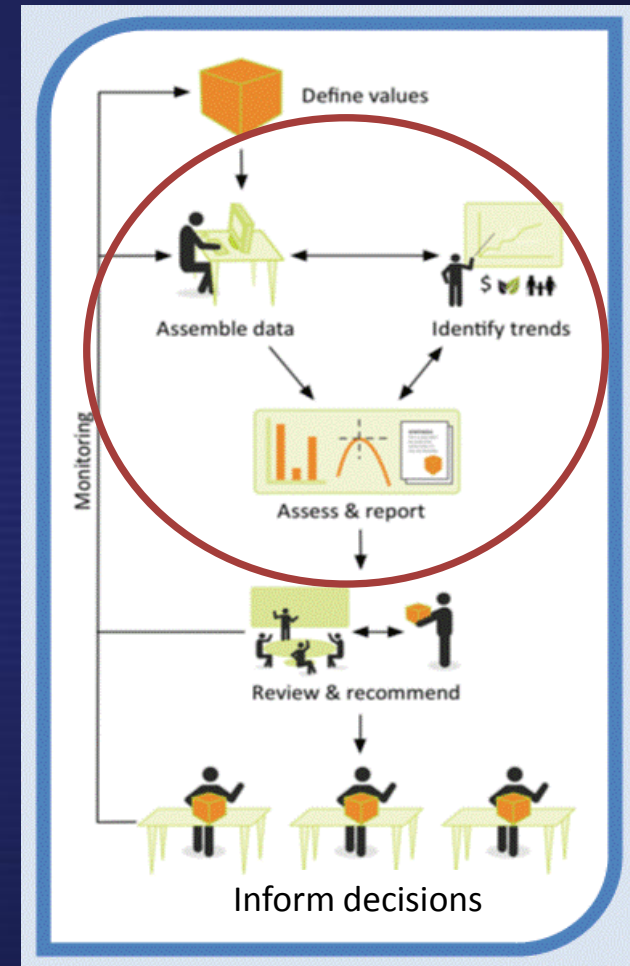 Define values
Assemble data
Identify trends
$
Monitoring
Assess & report
Review & recommend
Inform decisions